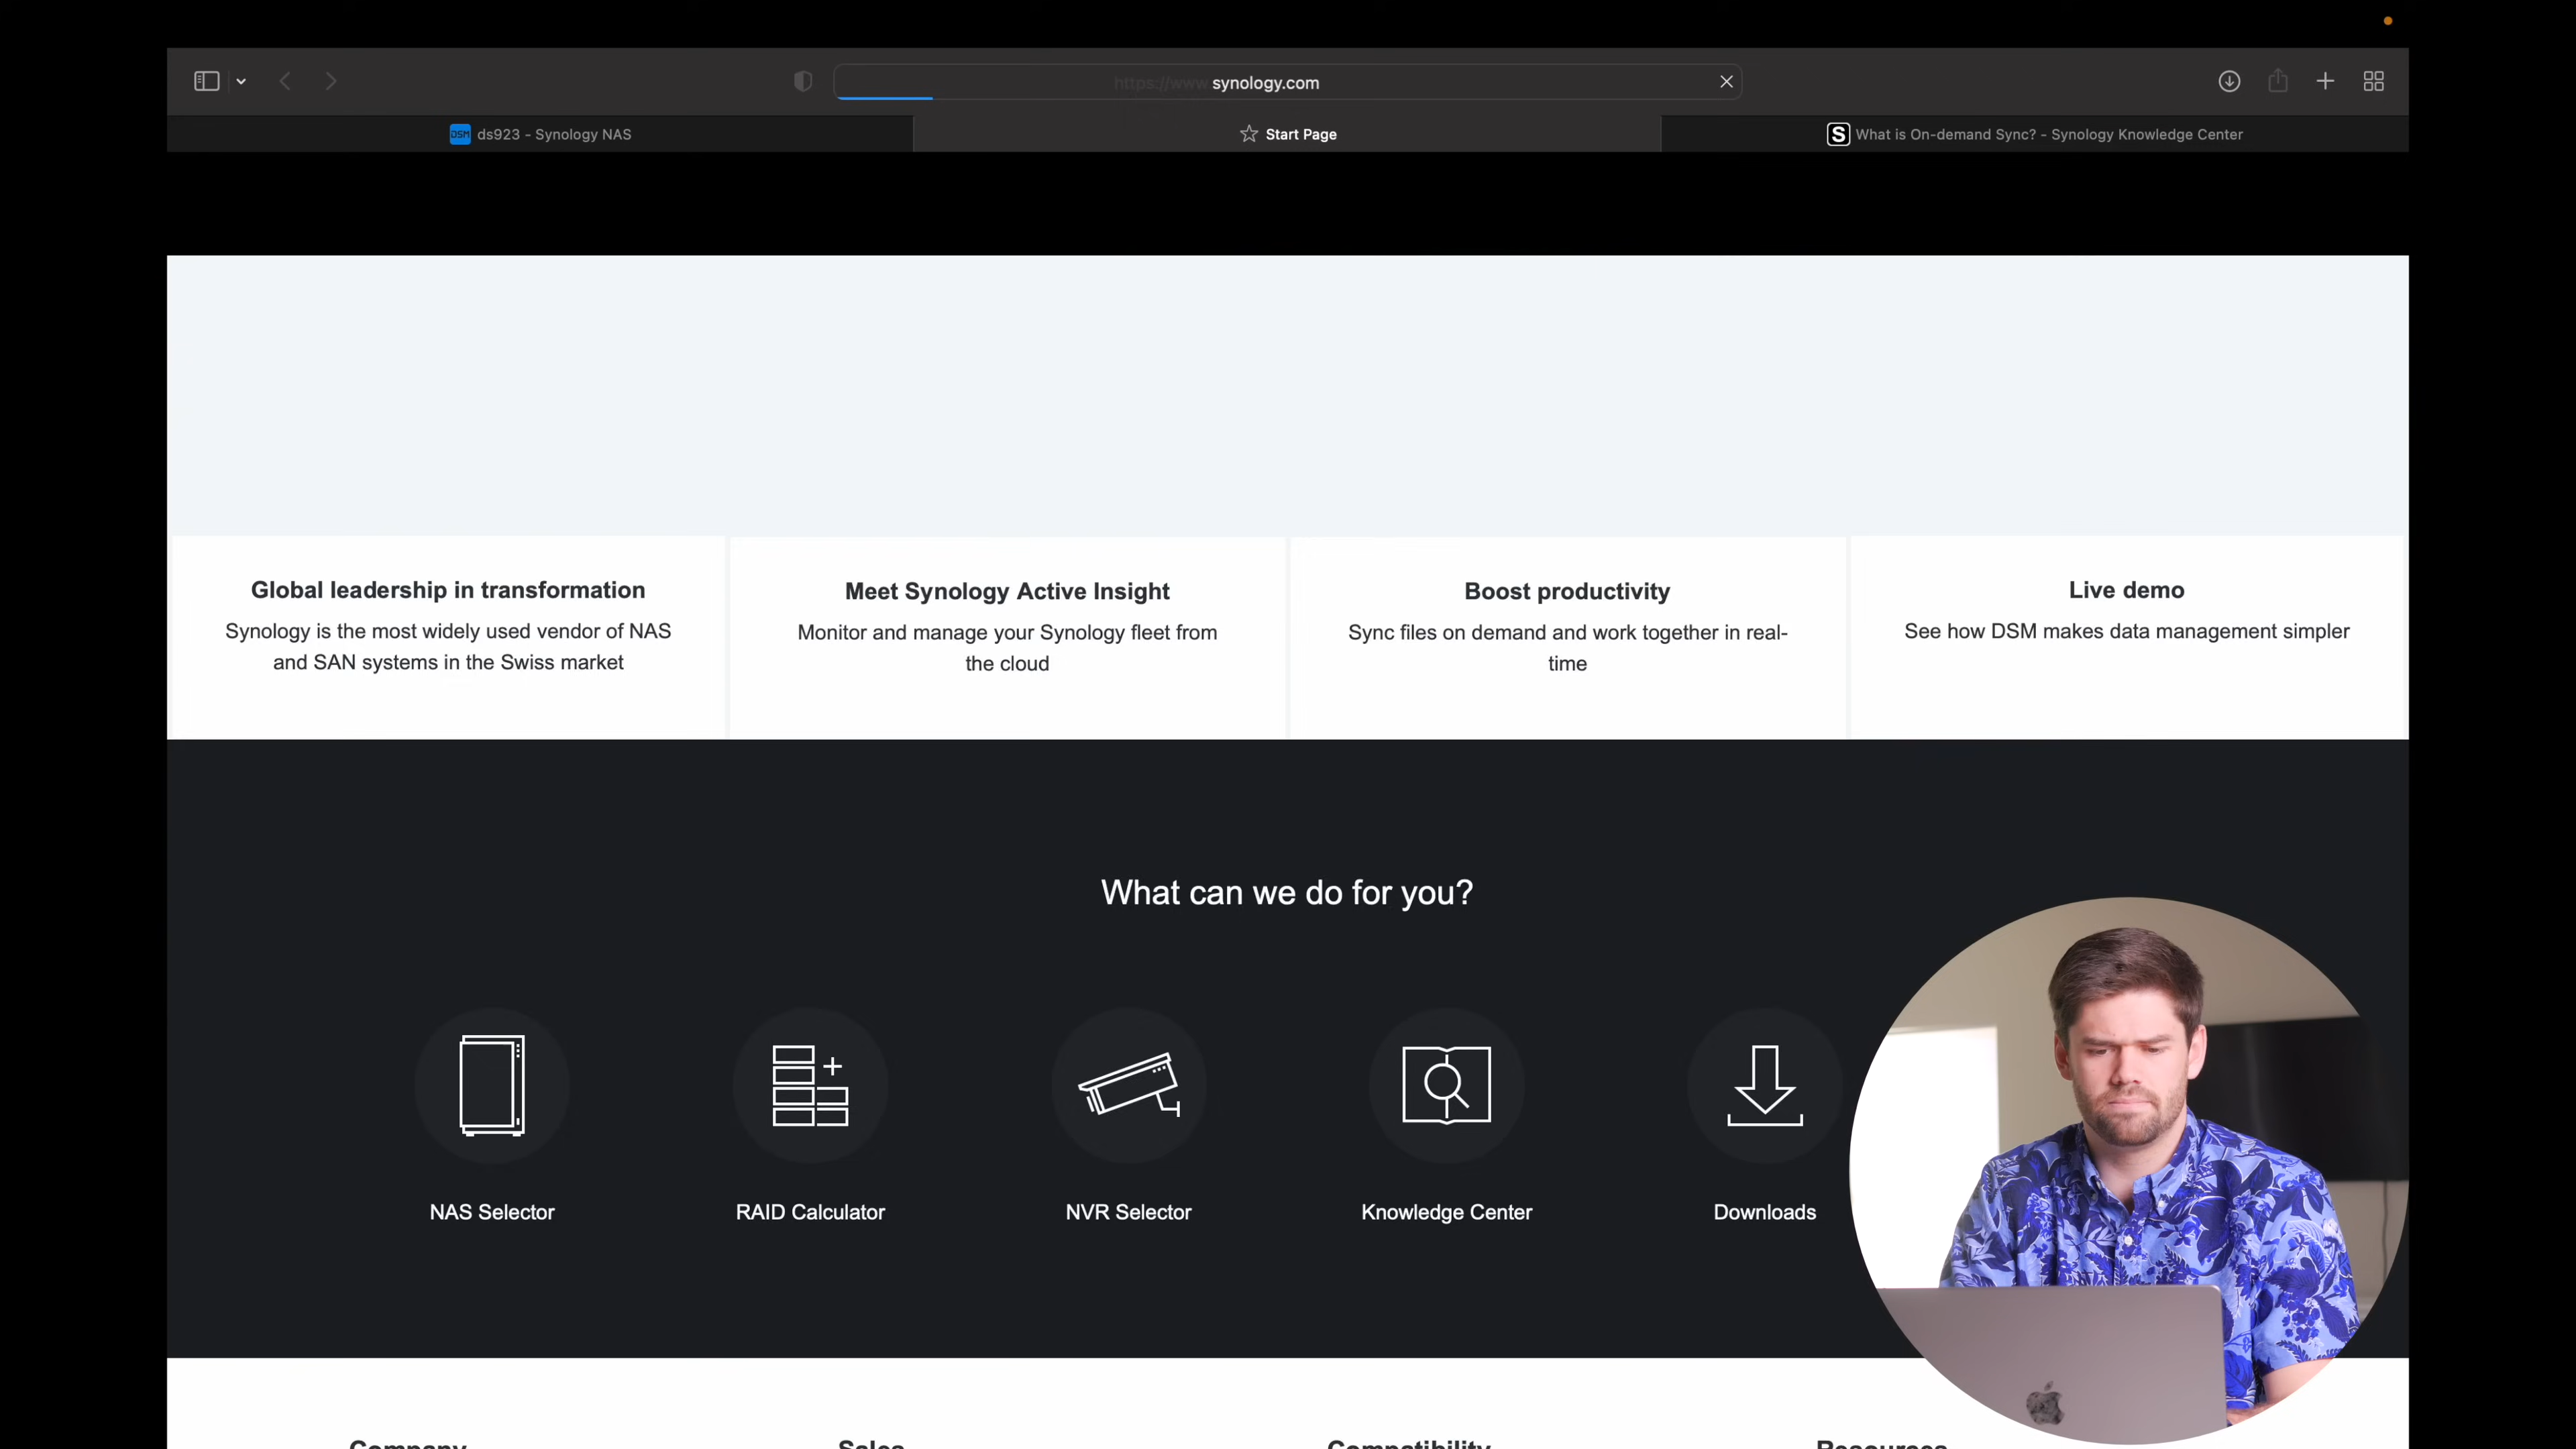 https://www.synology.com
DSM ds923 - Synology NAS
Start Page
S What is On-demand Sync? - Synology Knowledge Center
Global leadership in transformation
Synology is the most widely used vendor of NAS
and SAN systems in the Swiss market
Meet Synology Active Insight
Monitor and manage your Synology fleet from
the cloud
Boost productivity
Sync files on demand and work together in real-
time
Live demo
See how DSM makes data management simpler
What can we do for you?
NAS Selector
RAID Calculator
NVR Selector
Knowledge Center
Downloads
Company
Sales
Compatibility
Resources